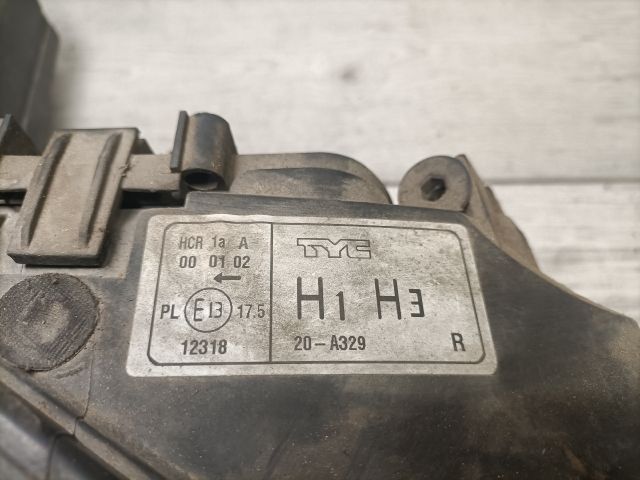 HCR 1a A
00 01 02
←
PL E13 17.5
12318
TYC
H1 H3
20-A329 R